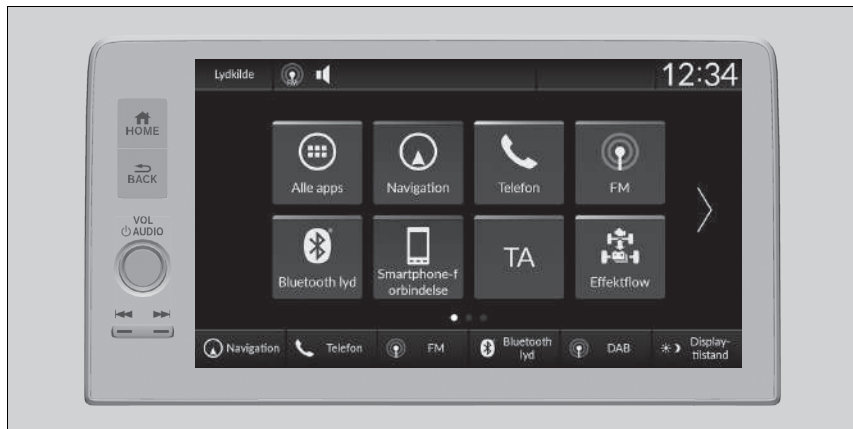 Lydkilde
FM
12:34
HOME
BACK
VOL
AUDIO
Alle apps
Navigation
Telefon
FM
Bluetooth lyd
Smartphone-f
orbindelse
TA
Effektflow
Navigation
Telefon
FM
Bluetooth
lyd
DAB
Display-
tilstand